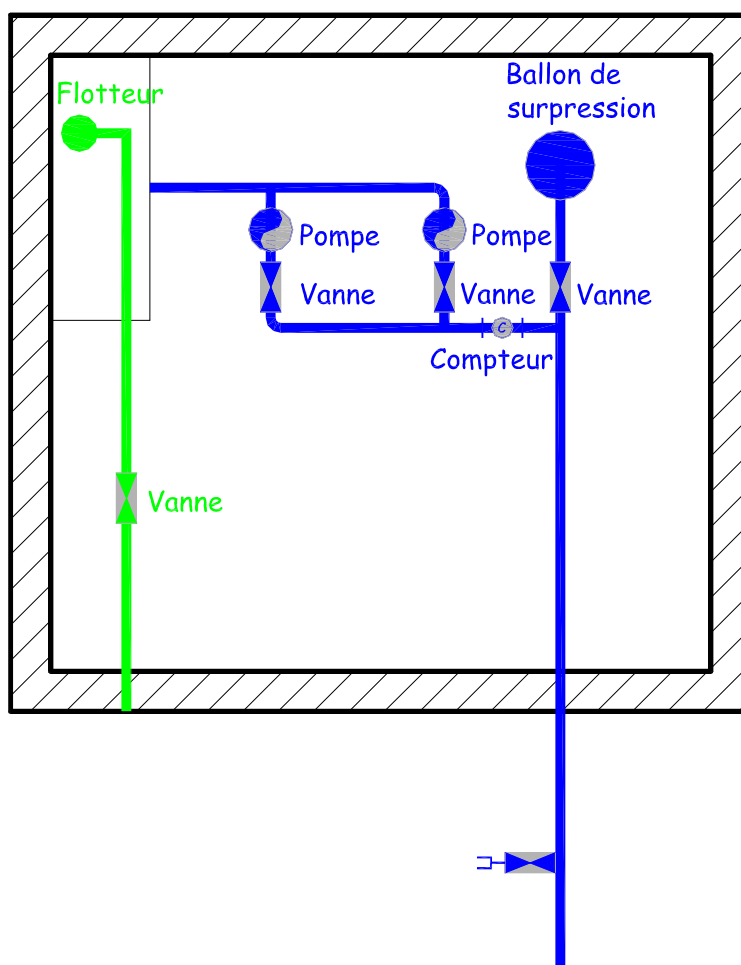 Ballon de
surpression
Flotteur
Pompe
Pompe
Vanne
Vanne
Vanne
C
Compteur
Vanne